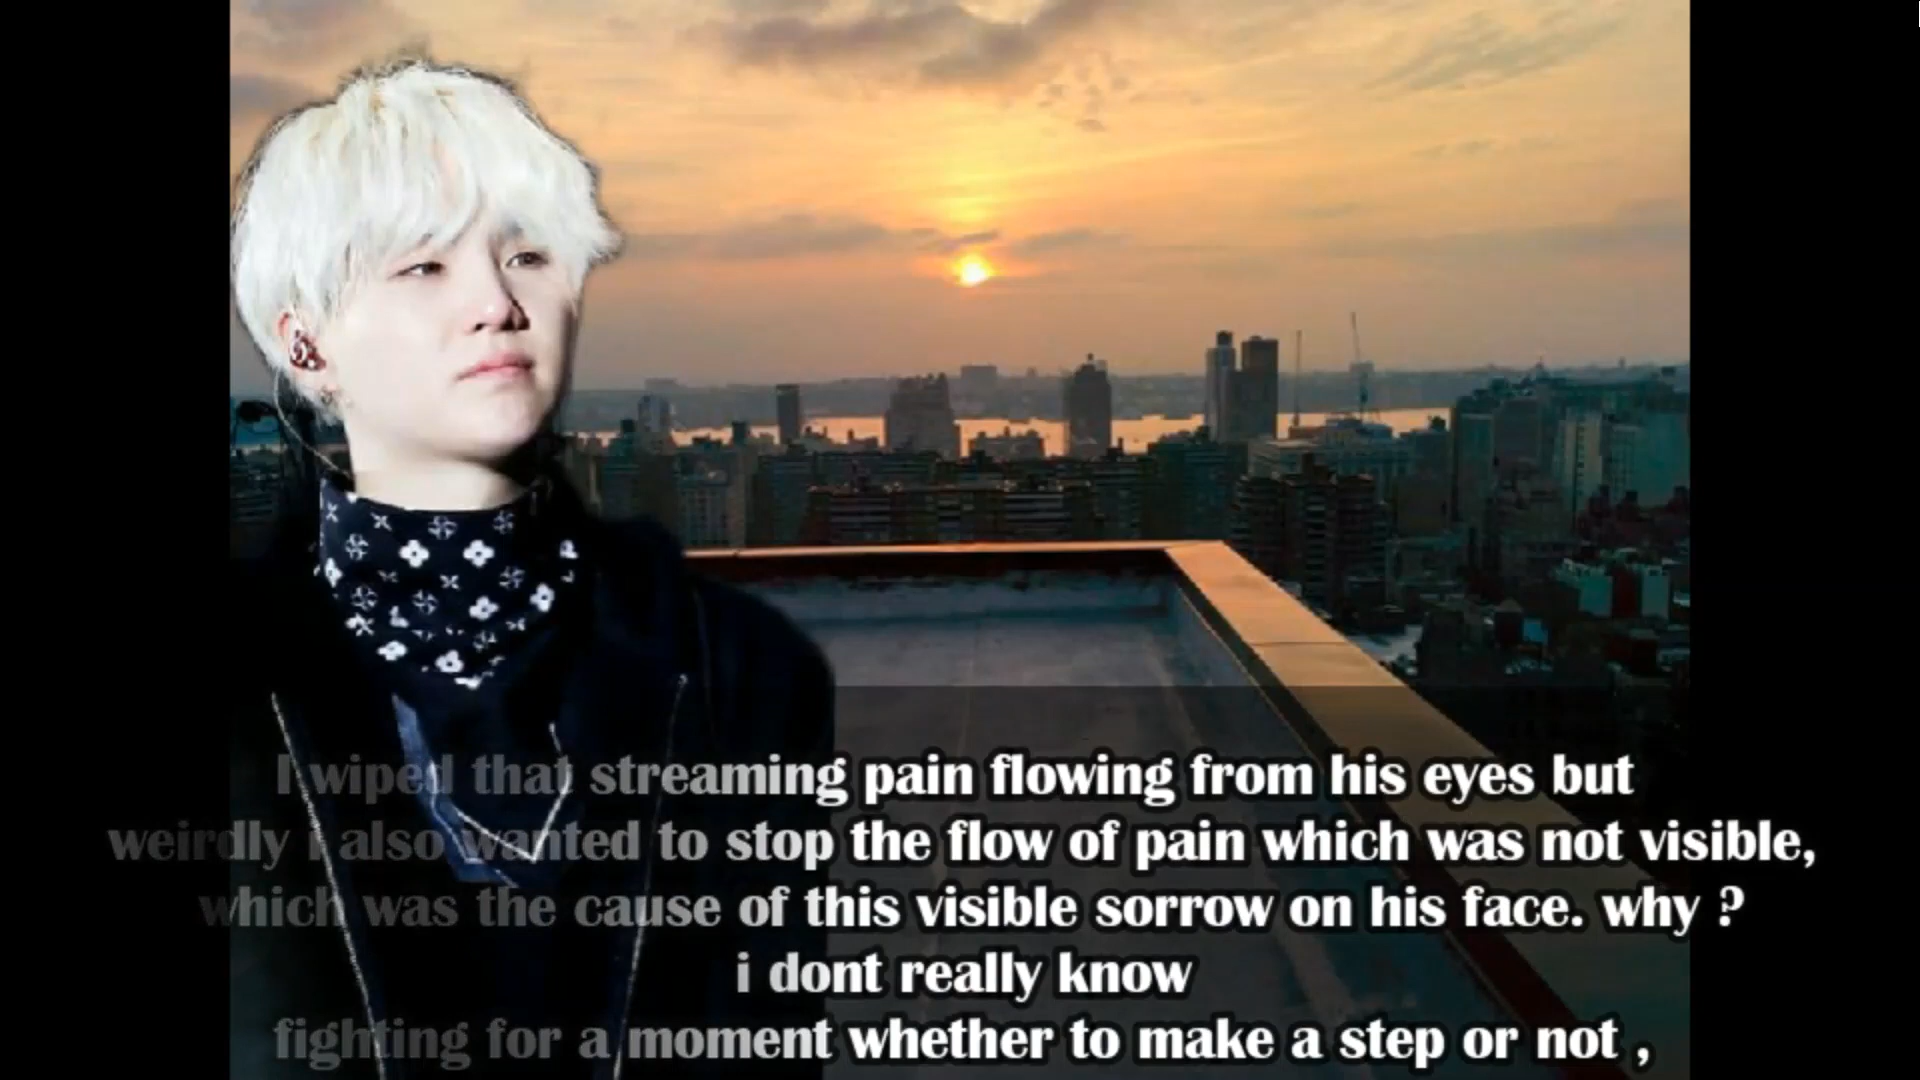 I wiped that streaming pain flowing from his eyes but
weirdly i also wanted to stop the flow of pain which was not visible,
which was the cause of this visible sorrow on his face. why ?
i dont really know
fighting for a moment whether to make a step or not ,